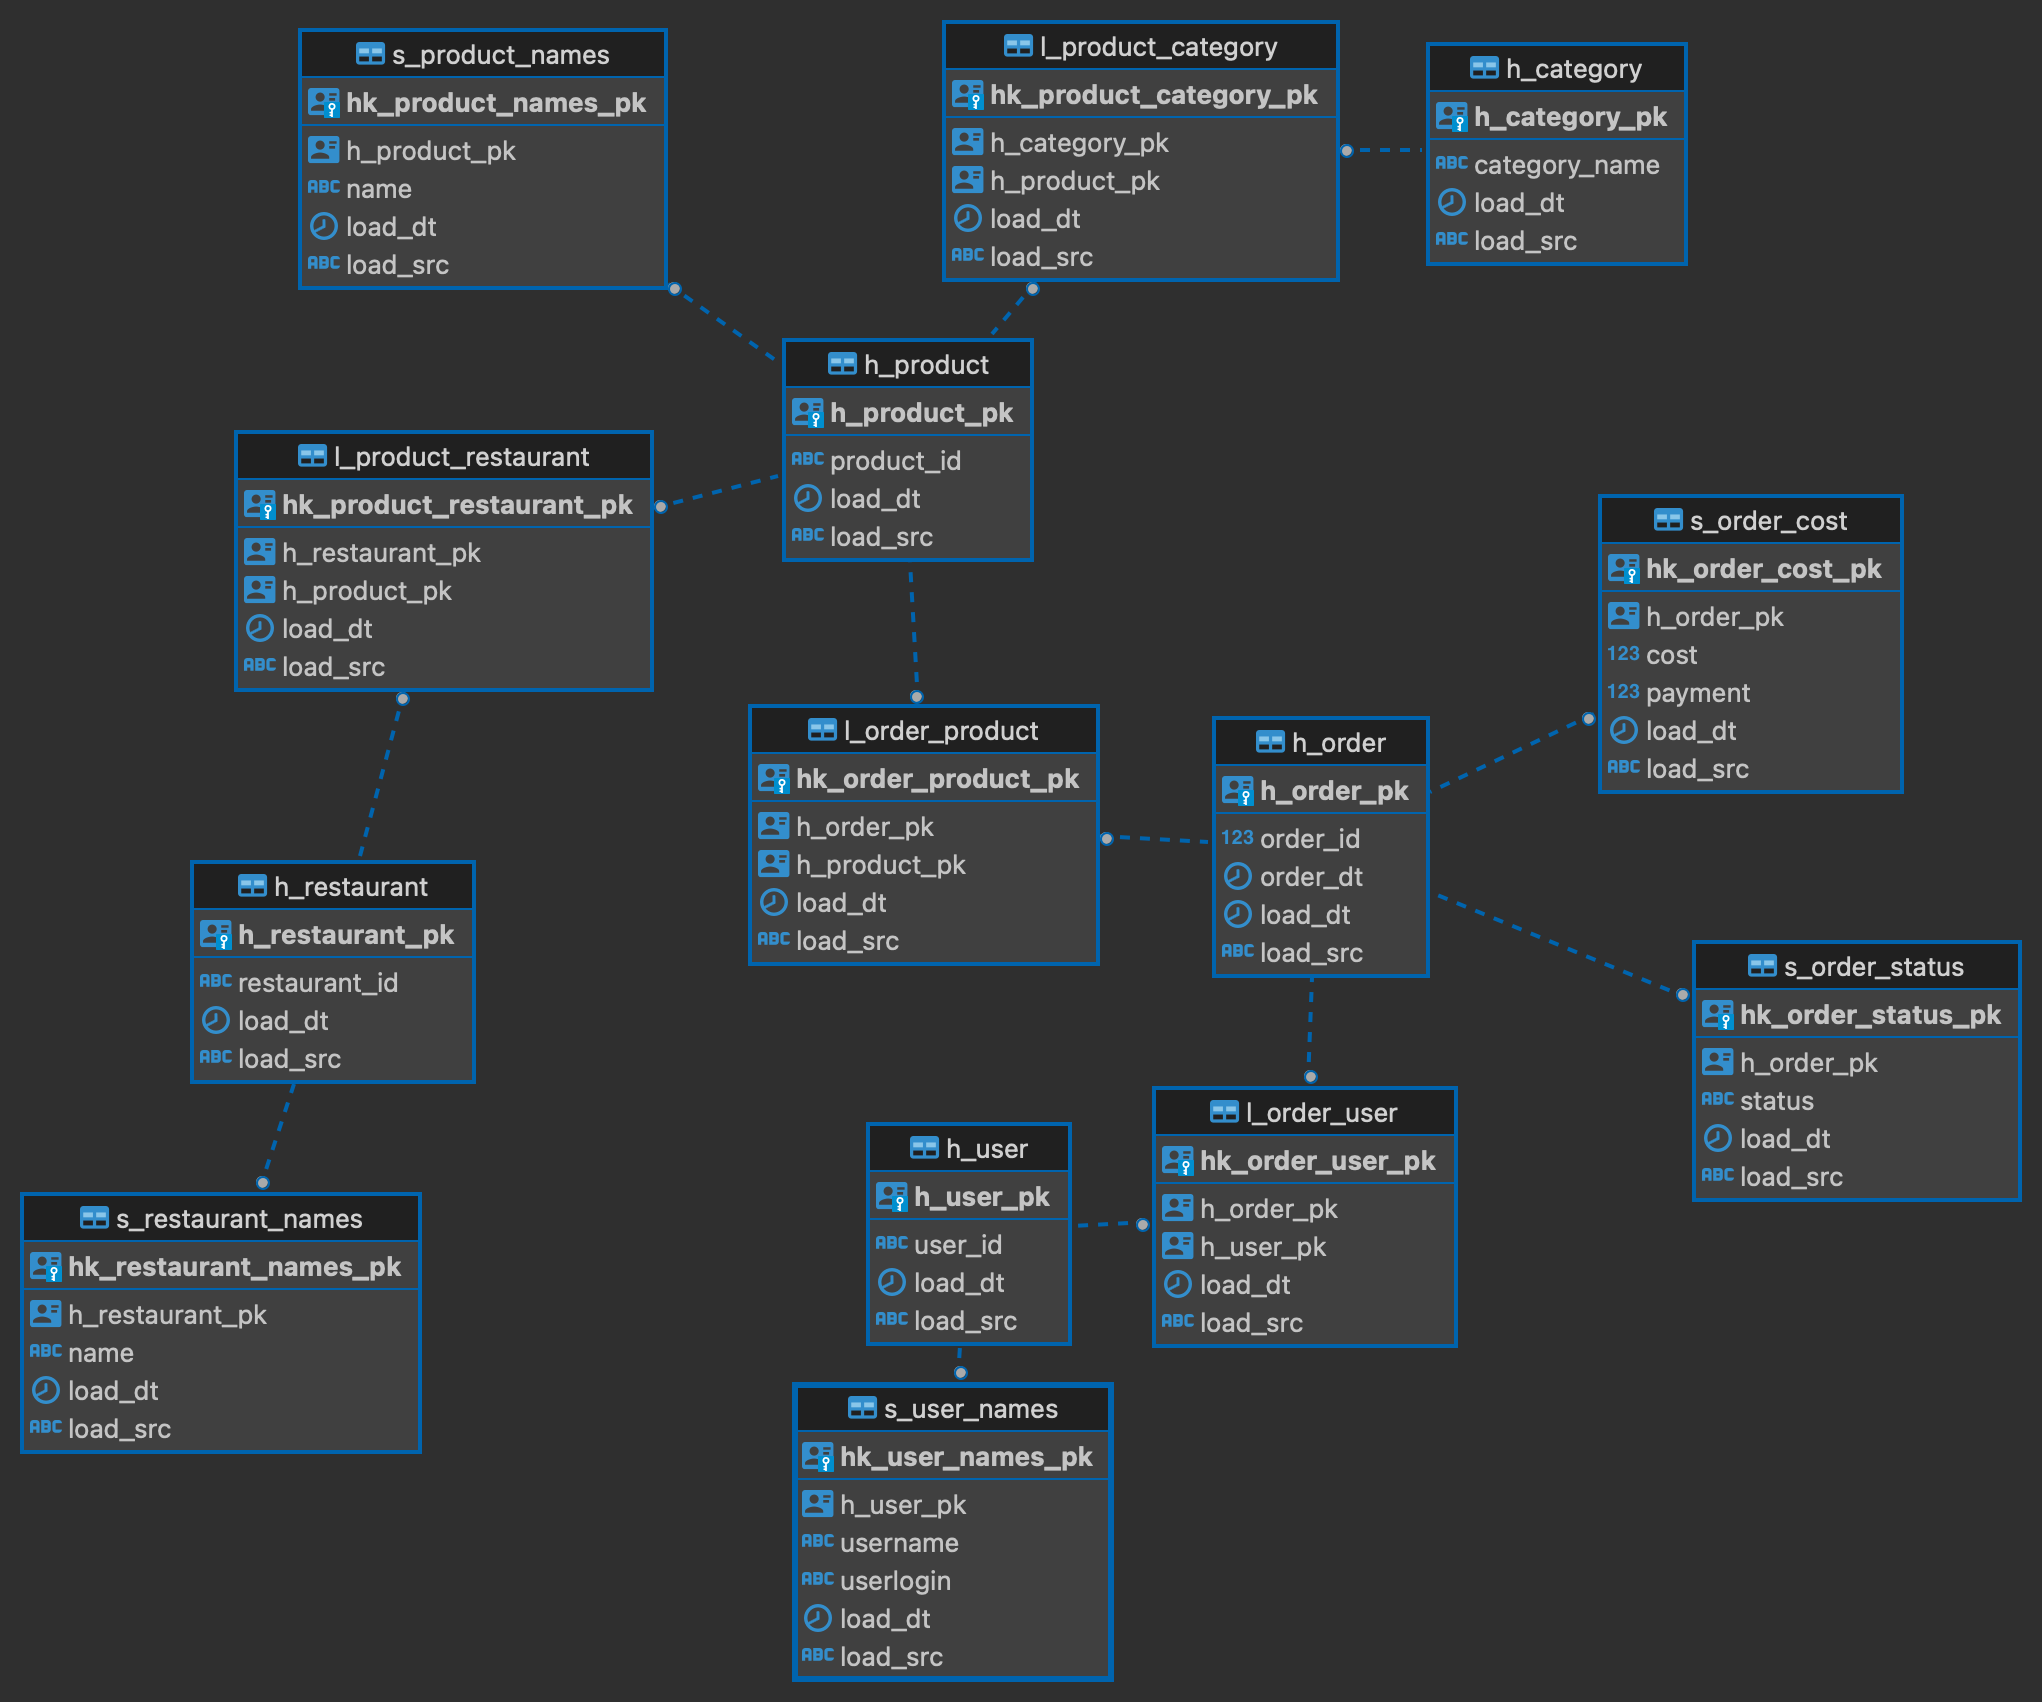 s_product_names
hk_product_names_pk
h_product_pk
ABC name
load_dt
ABC load_src
l_product_category
hk_product_category_pk
h_category_pk
h_product_pk
load_dt
ABC load_src
h_category
h_category_pk
ABC category_name
load_dt
ABC load_src
h_product
h_product_pk
ABC product_id
load_dt
ABC load_src
l_product_restaurant
hk_product_restaurant_pk
h_restaurant_pk
h_product_pk
load_dt
ABC load_src
s_order_cost
hk_order_cost_pk
h_order_pk
123 cost
123 payment
load_dt
ABC load_src
l_order_product
hk_order_product_pk
h_order_pk
h_product_pk
load_dt
ABC load_src
h_order
h_order_pk
123 order_id
order_dt
load_dt
ABC load_src
h_restaurant
h_restaurant_pk
ABC restaurant_id
load_dt
ABC load_src
s_order_status
hk_order_status_pk
h_order_pk
ABC status
load_dt
ABC load_src
h_user
h_user_pk
ABC user_id
load_dt
ABC load_src
l_order_user
hk_order_user_pk
h_order_pk
h_user_pk
load_dt
ABC load_src
s_restaurant_names
hk_restaurant_names_pk
h_restaurant_pk
ABC name
load_dt
ABC load_src
s_user_names
hk_user_names_pk
h_user_pk
ABC username
ABC userlogin
load_dt
ABC load_src